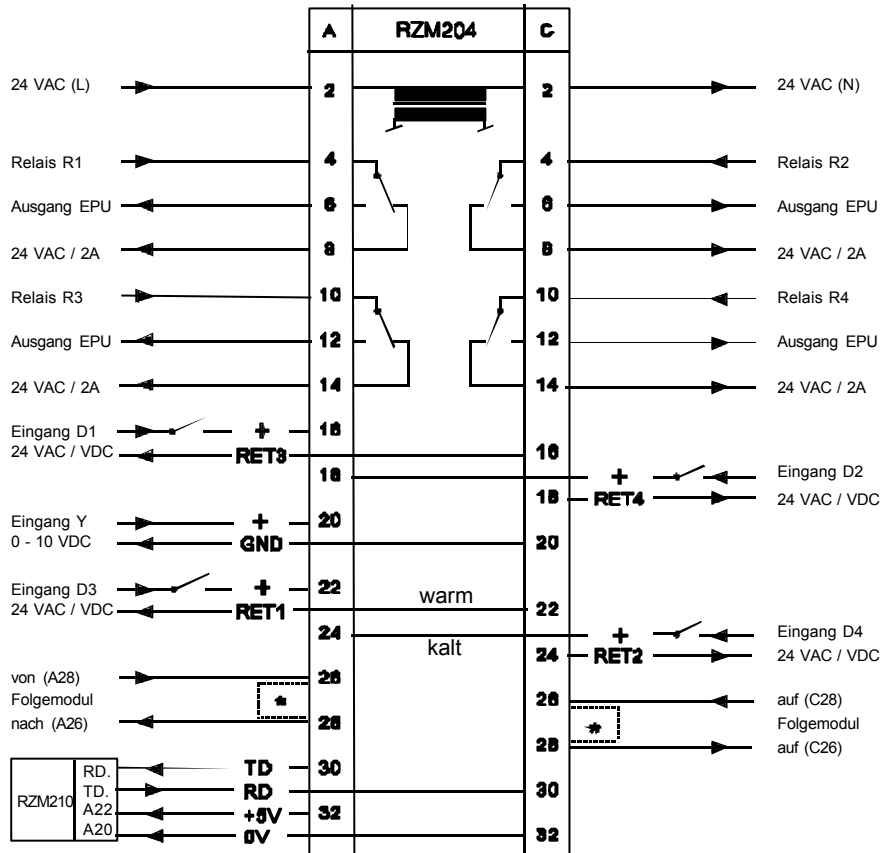 A RZM204 C
24 VAC (L) 2 2 24 VAC (N)
Relais R1 4 4 Relais R2
Ausgang EPU 6 6 Ausgang EPU
24 VAC / 2A 8 8 24 VAC / 2A
Relais R3 10 10 Relais R4
Ausgang EPU 12 12 Ausgang EPU
24 VAC / 2A 14 14 24 VAC / 2A
Eingang D1 + 16
24 VAC / VDC RET3 16
18 + Eingang D2
18 RET4 24 VAC / VDC
Eingang Y + 20
0 - 10 VDC GND 20
Eingang D3 + 22
24 VAC / VDC RET1 warm 22
24 kalt + Eingang D4
24 RET2 24 VAC / VDC
von (A28) 26
26 auf (C28)
Folgemodul * * Folgemodul
nach (A26) 28
28 auf (C26)
RZM210
RD. TD 30
TD. RD 30
A22 +5V 32
A20 0V 32